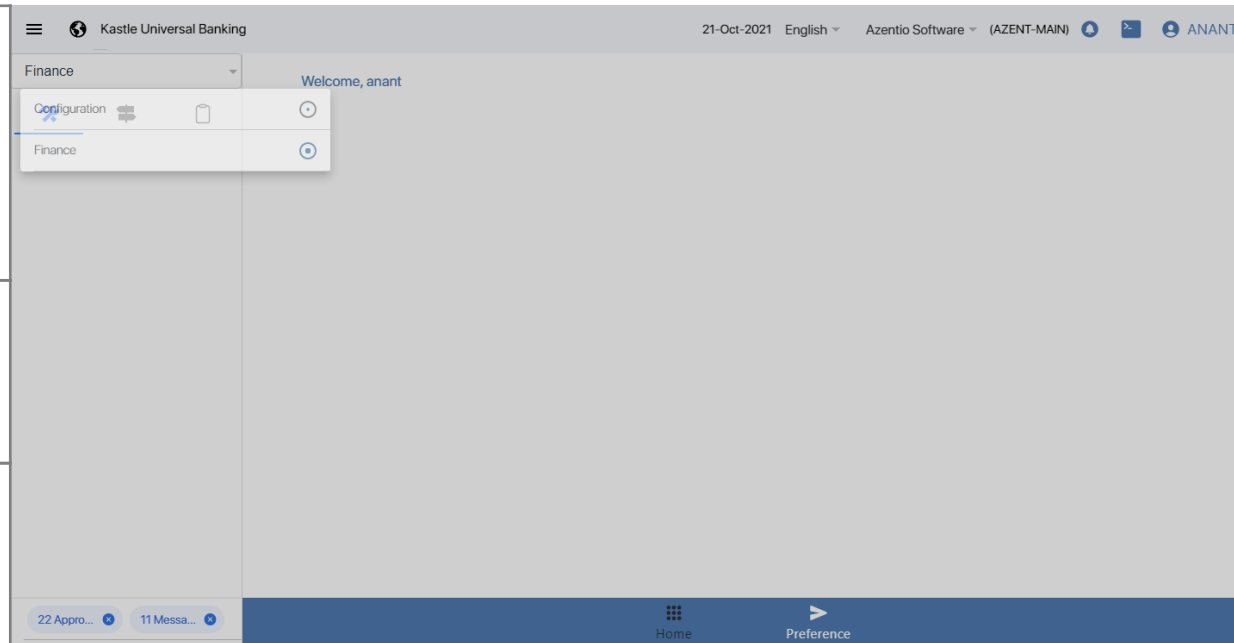 Kastle Universal Banking 21-Oct-2021 English Azentio Software (AZENT-MAIN) ANANT
Finance
Welcome, anant
Configuration
Finance
22 Appro... 11 Messa...
Home Preference